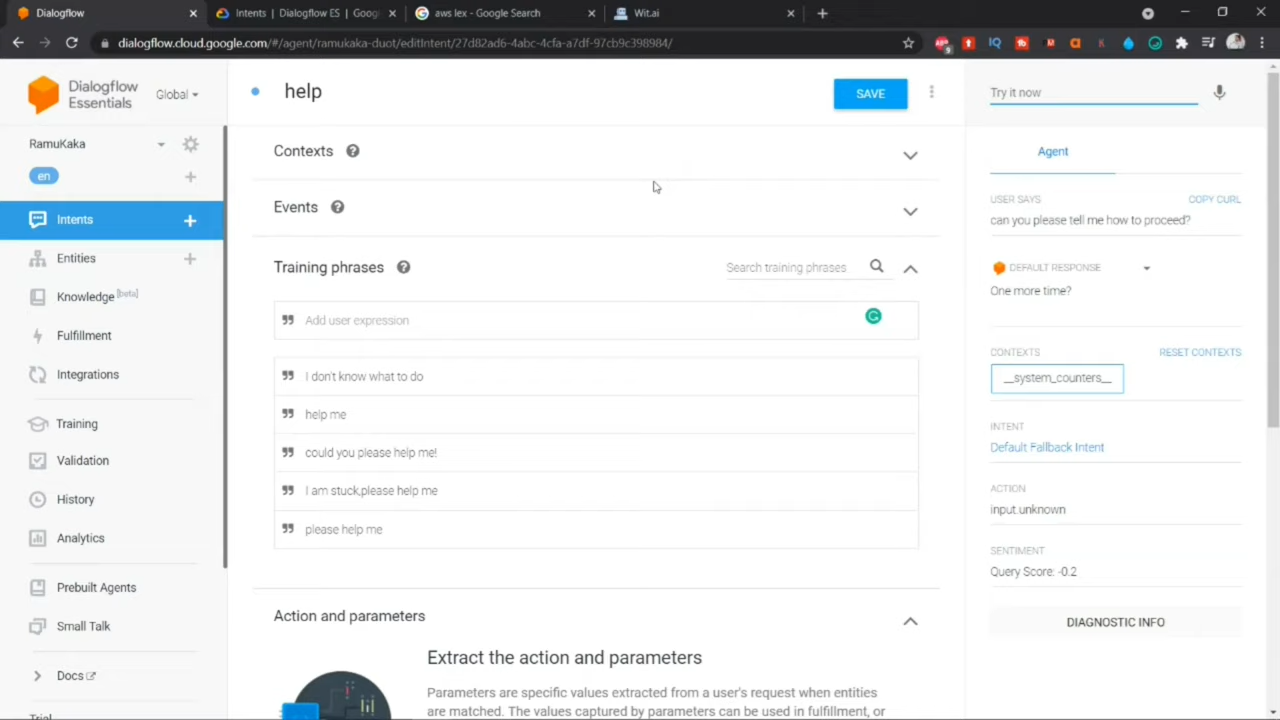 Dialogflow
Intents | Dialogflow ES | Goog
aws lex - Google Search
Wit.ai
dialogflow.cloud.google.com/#/agent/ramukaka-duot/editIntent/27d82ad6-4abc-4cfa-a7df-97cb9c398984/
Dialogflow
Essentials
Global
RamuKaka
en
Intents
Entities
Knowledge [beta]
Fulfillment
Integrations
Training
Validation
History
Analytics
Prebuilt Agents
Small Talk
Docs
Trial
help
SAVE
Contexts
Events
Training phrases
Search training phrases
Add user expression
I don't know what to do
help me
could you please help me!
I am stuck,please help me
please help me
Action and parameters
Extract the action and parameters
Parameters are specific values extracted from a user's request when entities
are matched. The values captured by parameters can be used in fulfillment, or
Try it now
Agent
USER SAYS
COPY CURL
can you please tell me how to proceed?
DEFAULT RESPONSE
One more time?
CONTEXTS
RESET CONTEXTS
__system_counters__
INTENT
Default Fallback Intent
ACTION
input.unknown
SENTIMENT
Query Score: -0.2
DIAGNOSTIC INFO